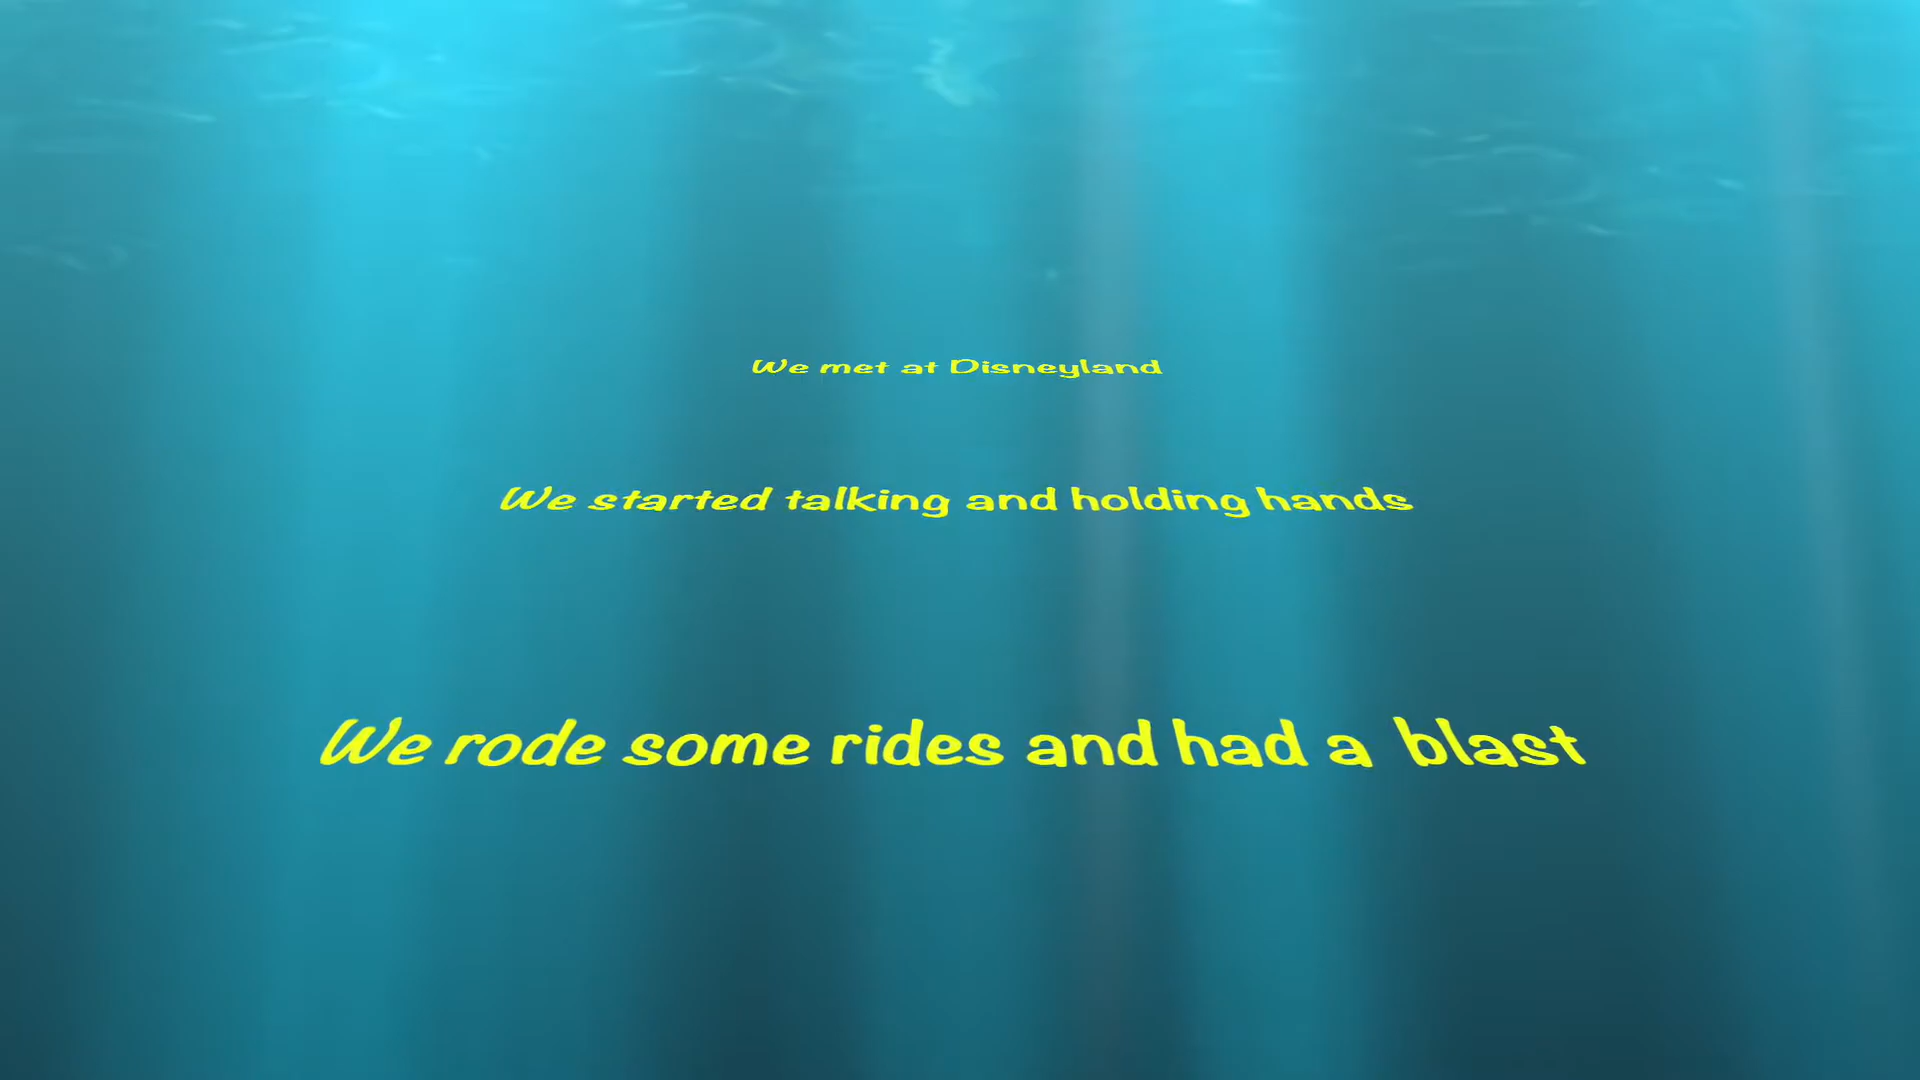 We met at Disneyland
We started talking and holding hands
We rode some rides and had a blast